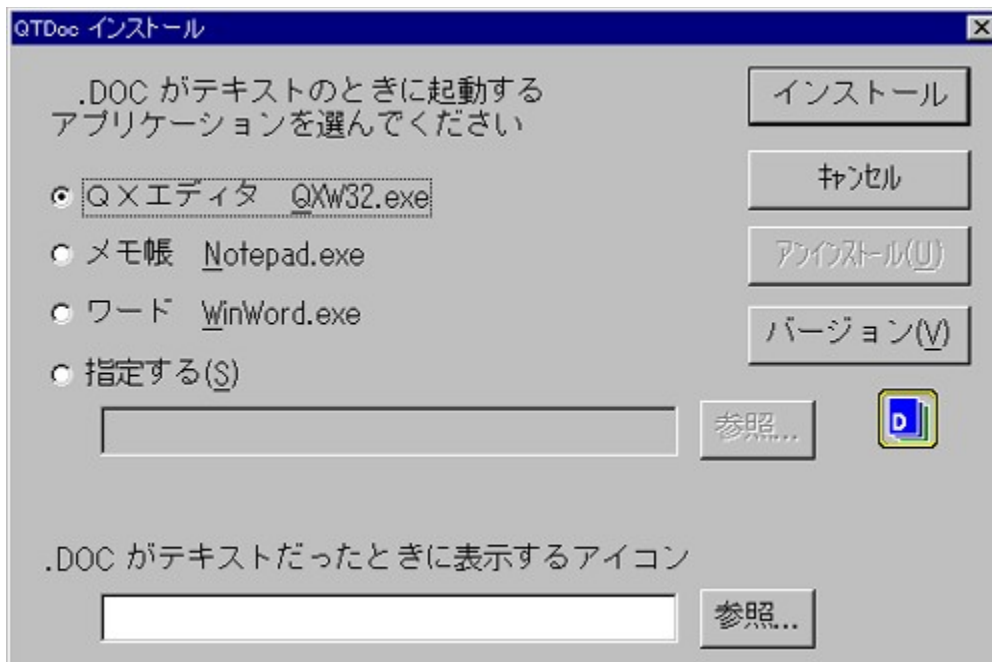 QTDoc インストール
.DOC がテキストのときに起動する
アプリケーションを選んでください
QXエディタ QXW32.exe
メモ帳 Notepad.exe
ワード WinWord.exe
指定する(S)
参照...
インストール
キャンセル
アンインストール(U)
バージョン(V)
D
.DOC がテキストだったときに表示するアイコン
参照...